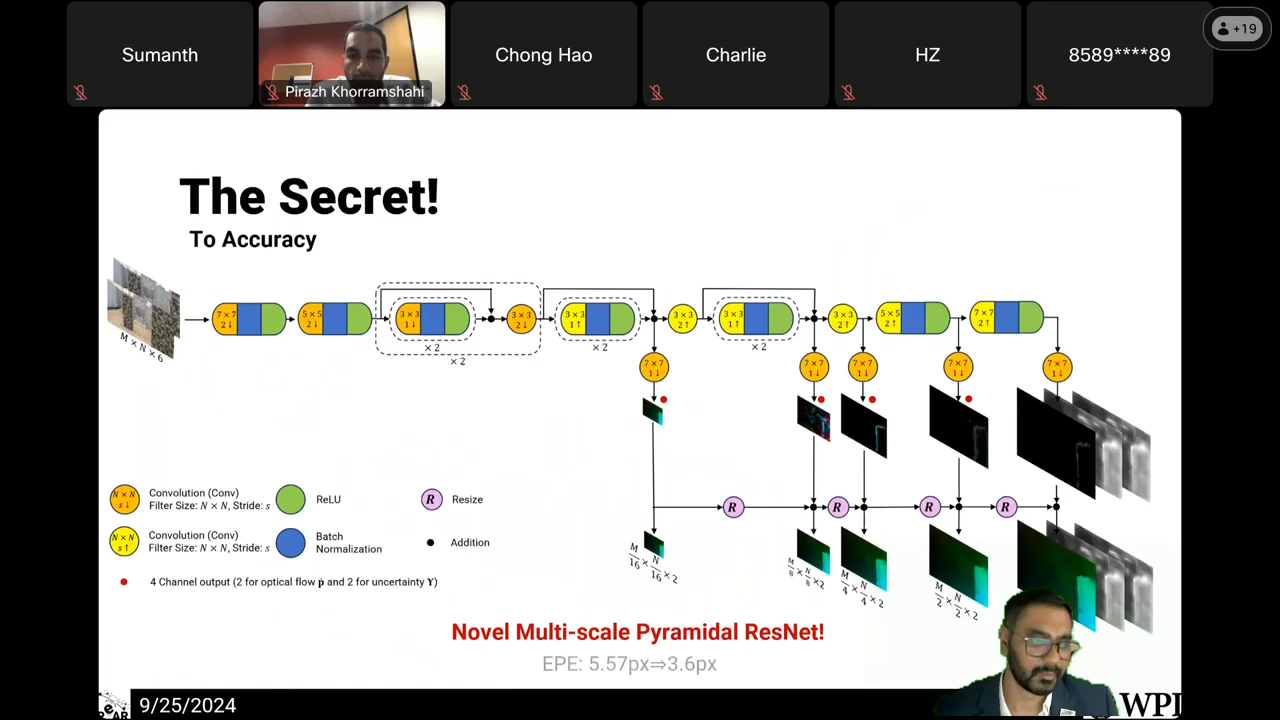 Sumanth
Pirazh Khorramshahi
Chong Hao
Charlie
HZ
8589****89
+19
The Secret!
To Accuracy
M × N × 6
7 × 7
2↓
5 × 5
2↓
3 × 3
1↓
× 2
× 2
3 × 3
2↓
3 × 3
1↑
× 2
3 × 3
2↑
3 × 3
1↑
× 2
3 × 3
2↑
5 × 5
2↑
7 × 7
2↑
7 × 7
1↓
7 × 7
1↓
7 × 7
1↓
7 × 7
1↓
7 × 7
1↓
R
R
R
R
M/16 × N/16 × 2
M/8 × N/8 × 2
M/4 × N/4 × 2
M/2 × N/2 × 2
N × N
s↓
Convolution (Conv)
Filter Size: N × N, Stride: s
ReLU
R
Resize
N × N
s↑
Convolution (Conv)
Filter Size: N × N, Stride: s
Batch
Normalization
Addition
4 Channel output (2 for optical flow ṗ and 2 for uncertainty Υ)
Novel Multi-scale Pyramidal ResNet!
EPE: 5.57px⇒3.6px
9/25/2024
WPI